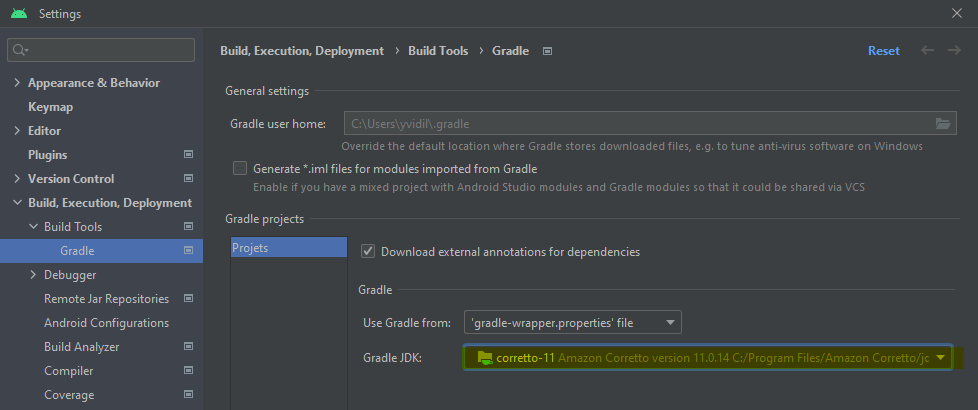 Settings
Build, Execution, Deployment › Build Tools › Gradle
Reset
Appearance & Behavior
Keymap
Editor
Plugins
Version Control
Build, Execution, Deployment
Build Tools
Gradle
Debugger
Remote Jar Repositories
Android Configurations
Build Analyzer
Compiler
Coverage
General settings
Gradle user home: C:\Users\yvidil\.gradle
Override the default location where Gradle stores downloaded files, e.g. to tune anti-virus software on Windows
Generate *.iml files for modules imported from Gradle
Enable if you have a mixed project with Android Studio modules and Gradle modules so that it could be shared via VCS
Gradle projects
Projets
Download external annotations for dependencies
Gradle
Use Gradle from: 'gradle-wrapper.properties' file
Gradle JDK: corretto-11 Amazon Corretto version 11.0.14 C:/Program Files/Amazon Corretto/jc